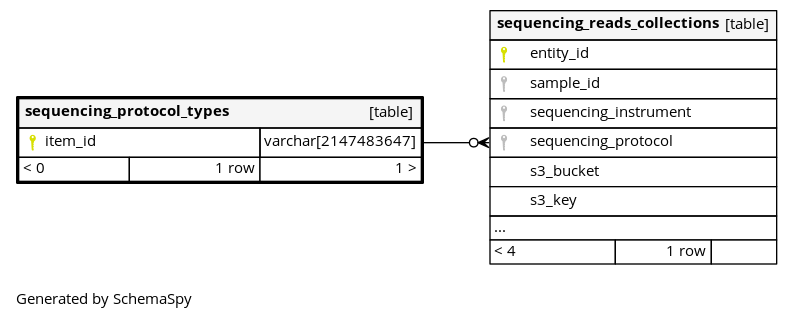 sequencing_protocol_types [table]
item_id varchar[2147483647]
< 0 1 row 1 >
sequencing_reads_collections [table]
entity_id
sample_id
sequencing_instrument
sequencing_protocol
s3_bucket
s3_key
...
< 4 1 row
Generated by SchemaSpy